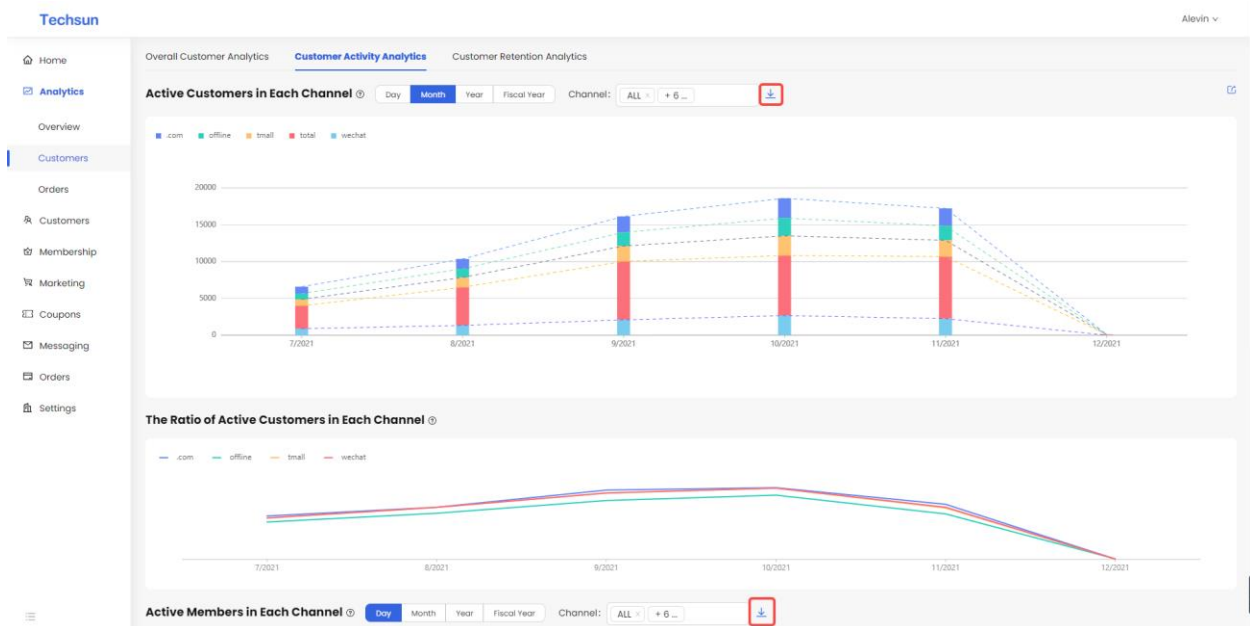 Techsun
Alevin
Home
Analytics
Overview
Customers
Orders
Customers
Membership
Marketing
Coupons
Messaging
Orders
Settings
Overall Customer Analytics Customer Activity Analytics Customer Retention Analytics
Active Customers in Each Channel Day Month Year Fiscal Year Channel: ALL × + 6 ...
.com offline tmall total wechat
20000
15000
10000
5000
0
7/2021 8/2021 9/2021 10/2021 11/2021 12/2021
The Ratio of Active Customers in Each Channel
.com offline tmall wechat
7/2021 8/2021 9/2021 10/2021 11/2021 12/2021
Active Members in Each Channel Day Month Year Fiscal Year Channel: ALL × + 6 ...